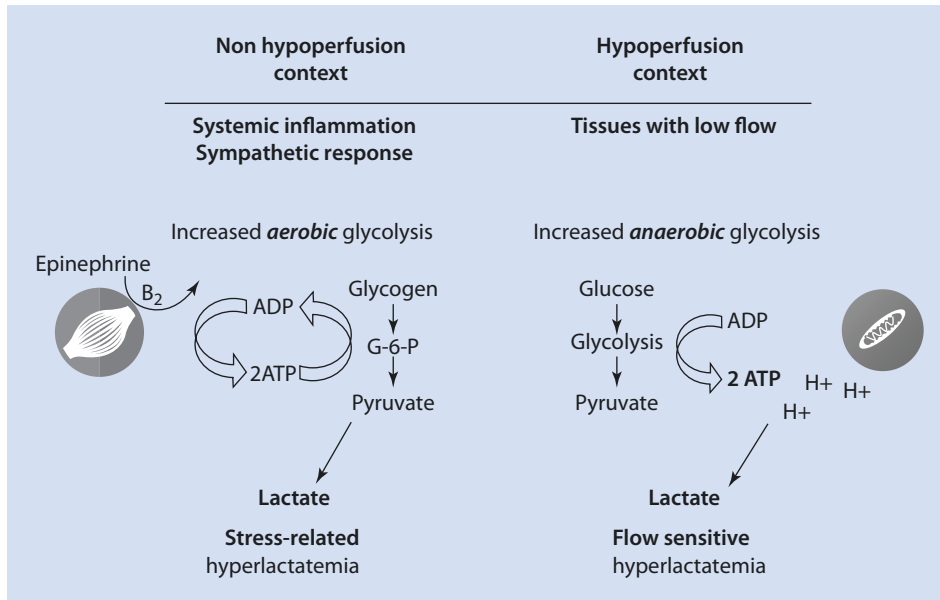 Non hypoperfusion
context
Hypoperfusion
context
Systemic inflammation
Sympathetic response
Tissues with low flow
Increased aerobic glycolysis
Epinephrine
B2
ADP
2ATP
Glycogen
G-6-P
Pyruvate
Lactate
Stress-related
hyperlactatemia
Increased anaerobic glycolysis
Glucose
Glycolysis
Pyruvate
ADP
2 ATP
H+
H+
H+
Lactate
Flow sensitive
hyperlactatemia